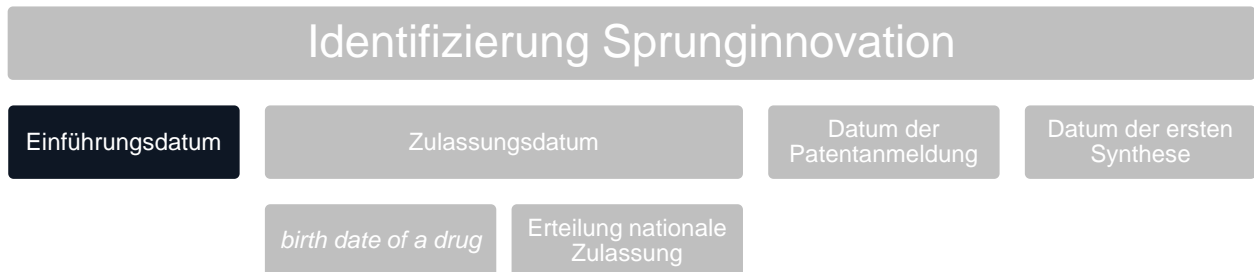 Identifizierung Sprunginnovation
Einführungsdatum
Zulassungsdatum
Datum der
Patentanmeldung
Datum der ersten
Synthese
birth date of a drug
Erteilung nationale
Zulassung